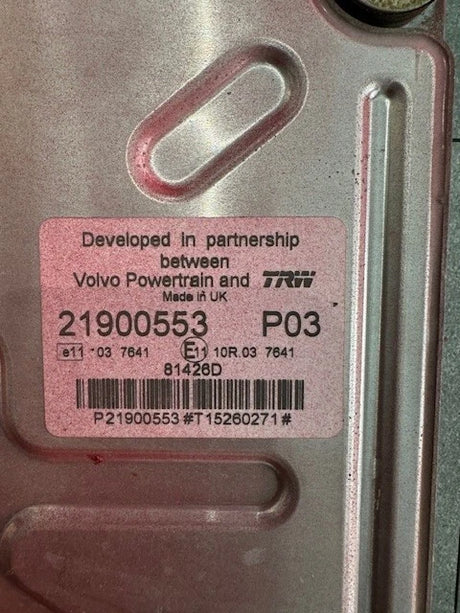 Developed in partnership
between
Volvo Powertrain and TRW
Made in UK
21900553 P03
e11 *03 7641 E11 10R.03 7641
81426D
P21900553#T15260271#